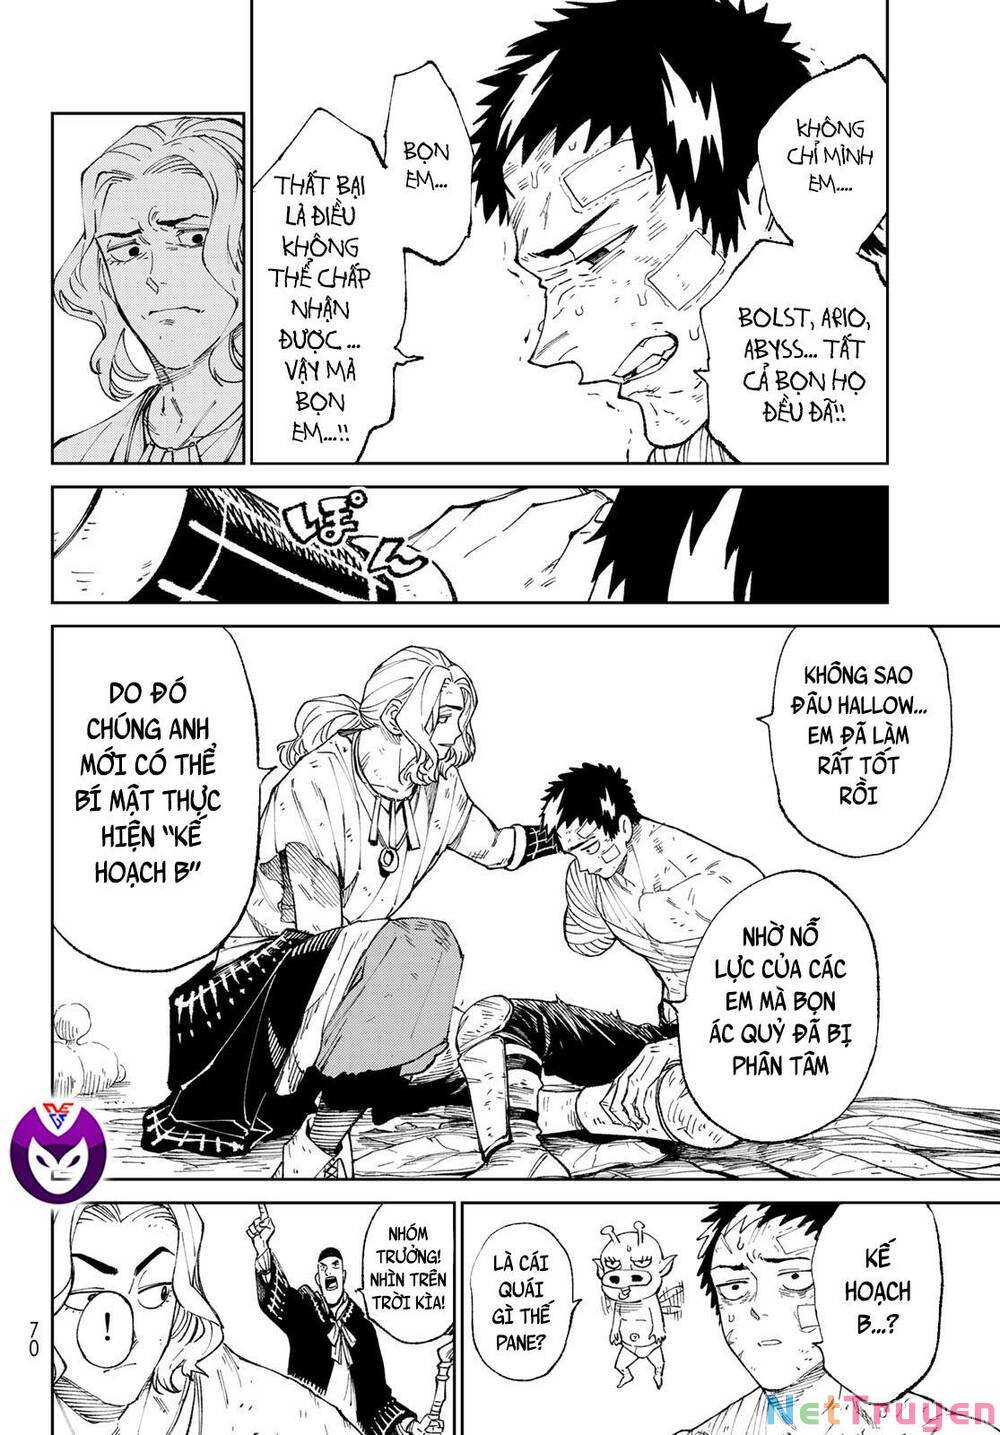 KHÔNG
CHỈ MÌNH
EM....
BOLST, ARIO,
ABYSS... TẤT
CẢ BỌN HỌ
ĐỀU ĐÃ!!
BỌN
EM...
THẤT BẠI
LÀ ĐIỀU
KHÔNG
THỂ CHẤP
NHẬN
ĐƯỢC ...
VẬY MÀ
BỌN
EM...!!
ぽん
KHÔNG SAO
ĐÂU HALLOW...
EM ĐÃ LÀM
RẤT TỐT
RỒI
NHỜ NỖ
LỰC CỦA CÁC
EM MÀ BỌN
ÁC QUỶ ĐÃ BỊ
PHÂN TÂM
DO ĐÓ
CHÚNG ANH
MỚI CÓ THỂ
BÍ MẬT THỰC
HIỆN "KẾ
HOẠCH B"
KẾ
HOẠCH
B...?
LÀ CÁI
QUÁI
GÌ THẾ
PANE?
NHÓM
TRƯỞNG!
NHÌN TRÊN
TRỜI KÌA!
!
70
NetTruyen